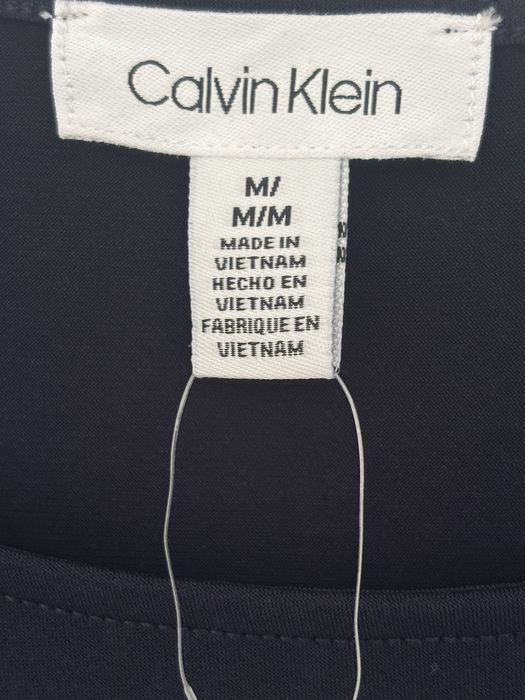 Calvin Klein
M/
M/M
MADE IN
VIETNAM
HECHO EN
VIETNAM
FABRIQUE EN
VIETNAM